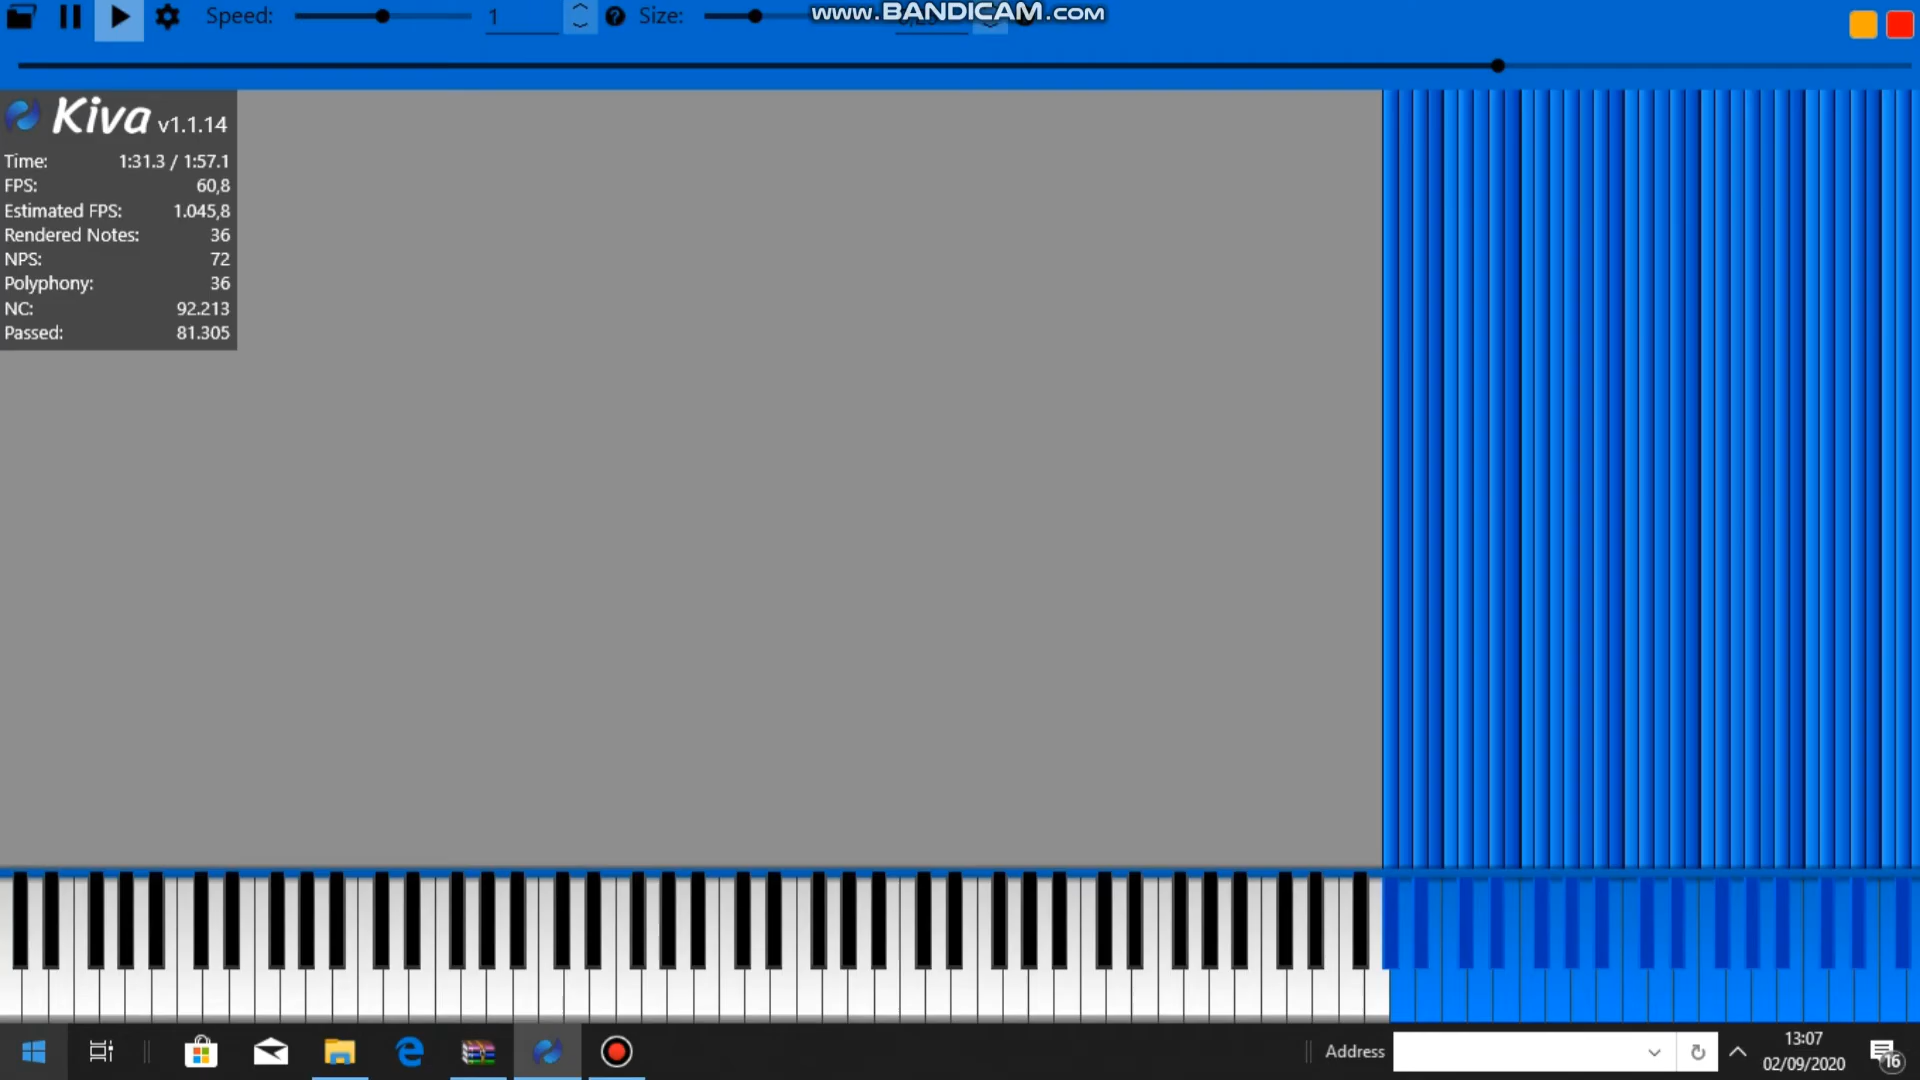 Speed: 1 Size:
www.BANDICAM.com
Kiva v1.1.14
Time: 1:31.3 / 1:57.1
FPS: 60,8
Estimated FPS: 1.045,8
Rendered Notes: 36
NPS: 72
Polyphony: 36
NC: 92.213
Passed: 81.305
Address
13:07
02/09/2020
16